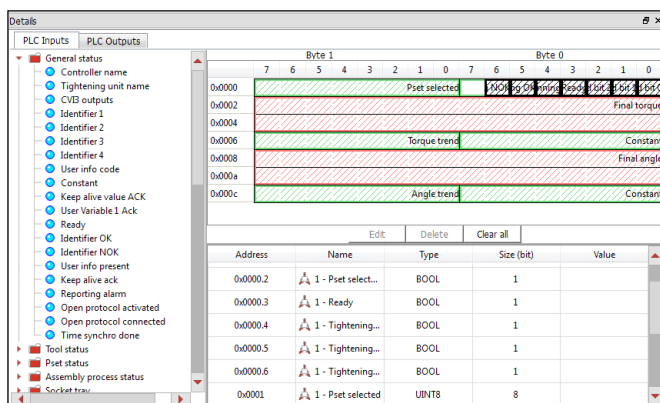 Details
PLC Inputs PLC Outputs
General status
Controller name
Tightening unit name
CVI3 outputs
Identifier 1
Identifier 2
Identifier 3
Identifier 4
User info code
Constant
Keep alive value ACK
User Variable 1 Ack
Ready
Identifier OK
Identifier NOK
User info present
Keep alive ack
Reporting alarm
Open protocol activated
Open protocol connected
Time synchro done
Tool status
Pset status
Assembly process status
Socket tray
Byte 1 Byte 0
7 6 5 4 3 2 1 0 7 6 5 4 3 2 1 0
0x0000 Pset selected NOK Ready
0x0002 Final torque
0x0004
0x0006 Torque trend Constant
0x0008 Final angle
0x000a
0x000c Angle trend Constant
Edit Delete Clear all
Address Name Type Size (bit) Value
0x0000.2 1 - Pset select... BOOL 1
0x0000.3 1 - Ready BOOL 1
0x0000.4 1 - Tightening... BOOL 1
0x0000.5 1 - Tightening... BOOL 1
0x0000.6 1 - Tightening... BOOL 1
0x0001 1 - Pset selected UINT8 8